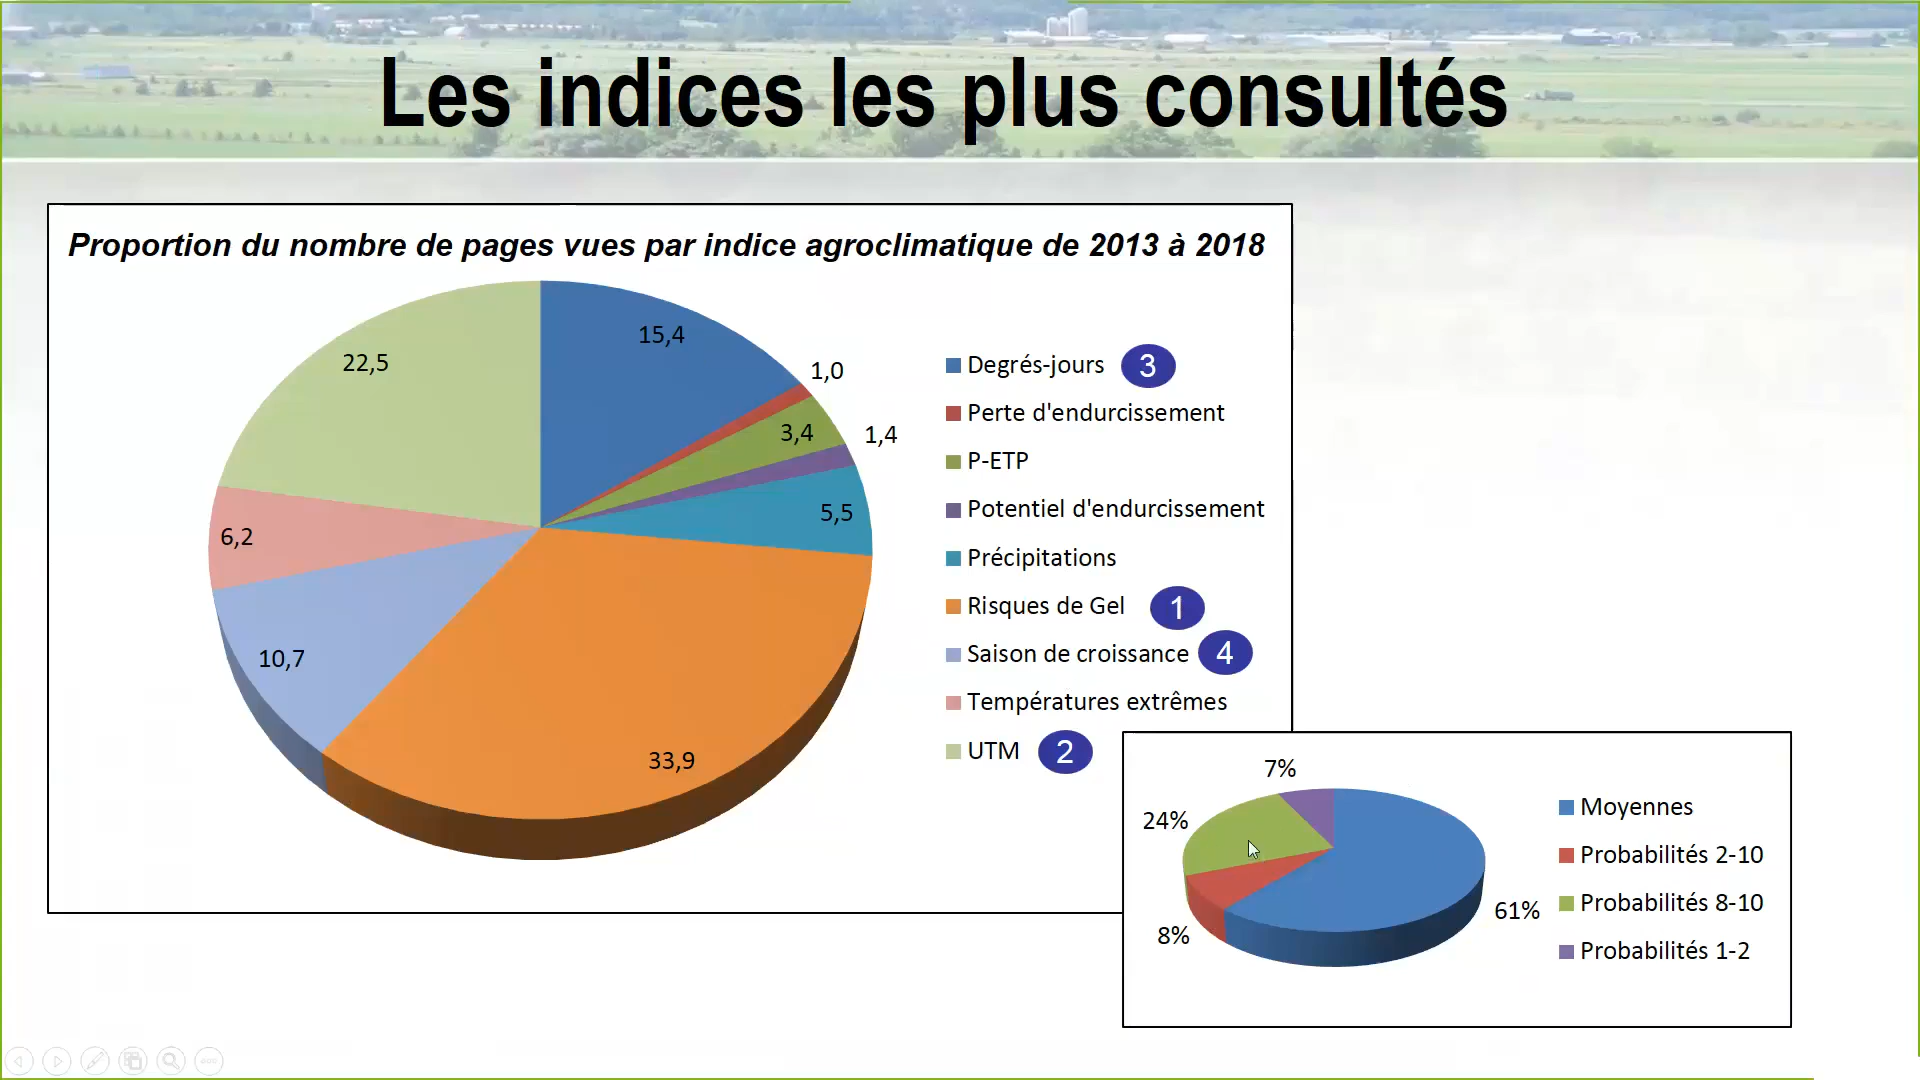 Les indices les plus consultés
Proportion du nombre de pages vues par indice agroclimatique de 2013 à 2018
15,4
1,0
3,4
1,4
5,5
33,9
10,7
6,2
22,5
Degrés-jours 3
Perte d'endurcissement
P-ETP
Potentiel d'endurcissement
Précipitations
Risques de Gel 1
Saison de croissance 4
Températures extrêmes
UTM 2
7%
24%
8%
61%
Moyennes
Probabilités 2-10
Probabilités 8-10
Probabilités 1-2